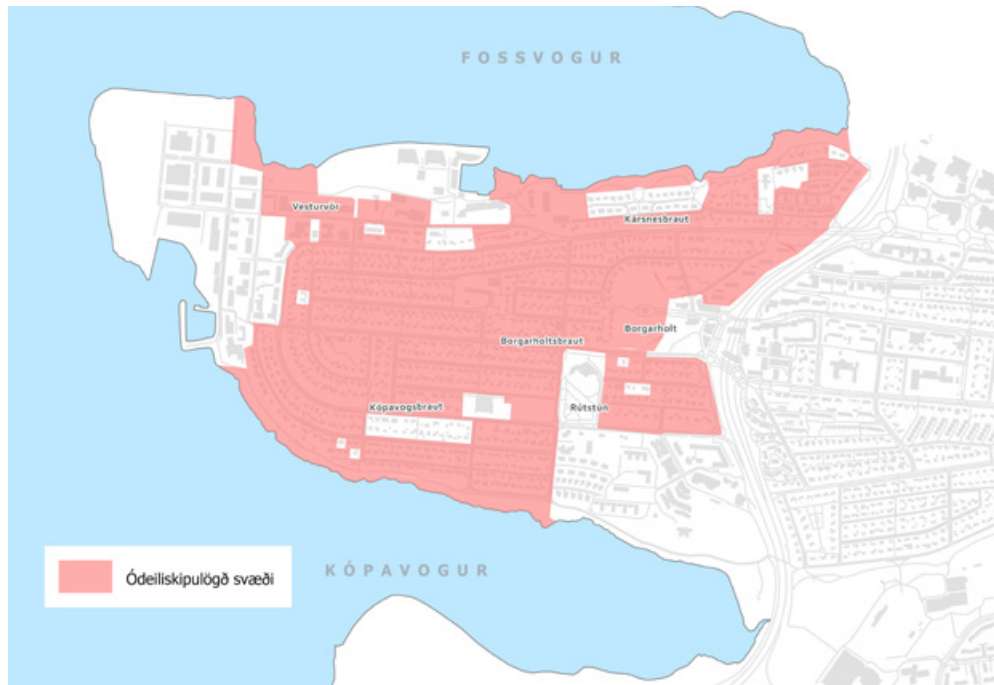 FOSSVOGUR
Vesturvör
Kársnesbraut
Borgarholt
Borgarholtsbraut
Kópavogsbraut
Rútstún
KÓPAVOGUR
Ódeiliskipulögð svæði